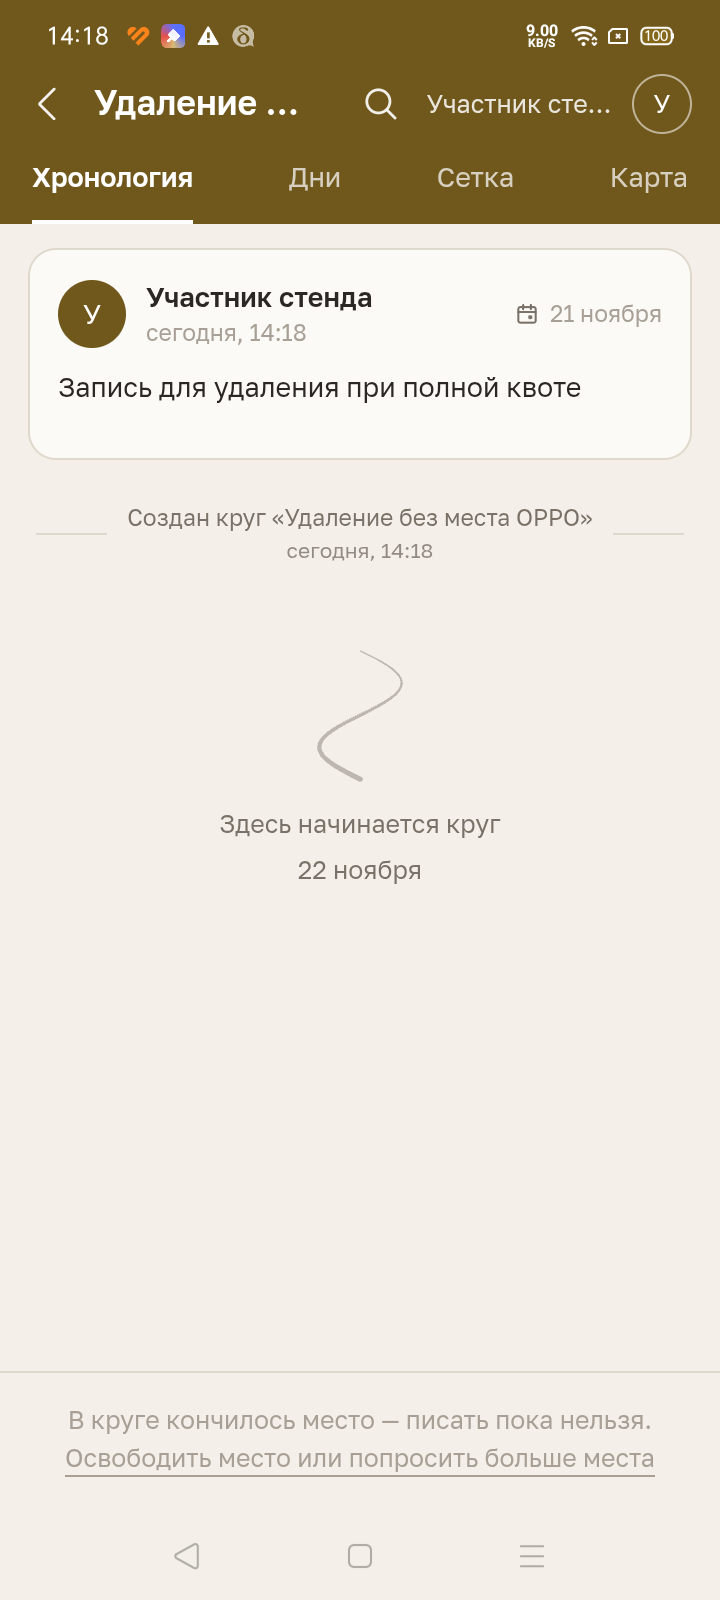 14:18
9.00
KB/S
100
Удаление ...
Участник сте...
У
Хронология
Дни
Сетка
Карта
У
Участник стенда
сегодня, 14:18
21 ноября
Запись для удаления при полной квоте
Создан круг «Удаление без места OPPO»
сегодня, 14:18
Здесь начинается круг
22 ноября
В круге кончилось место — писать пока нельзя.
Освободить место или попросить больше места